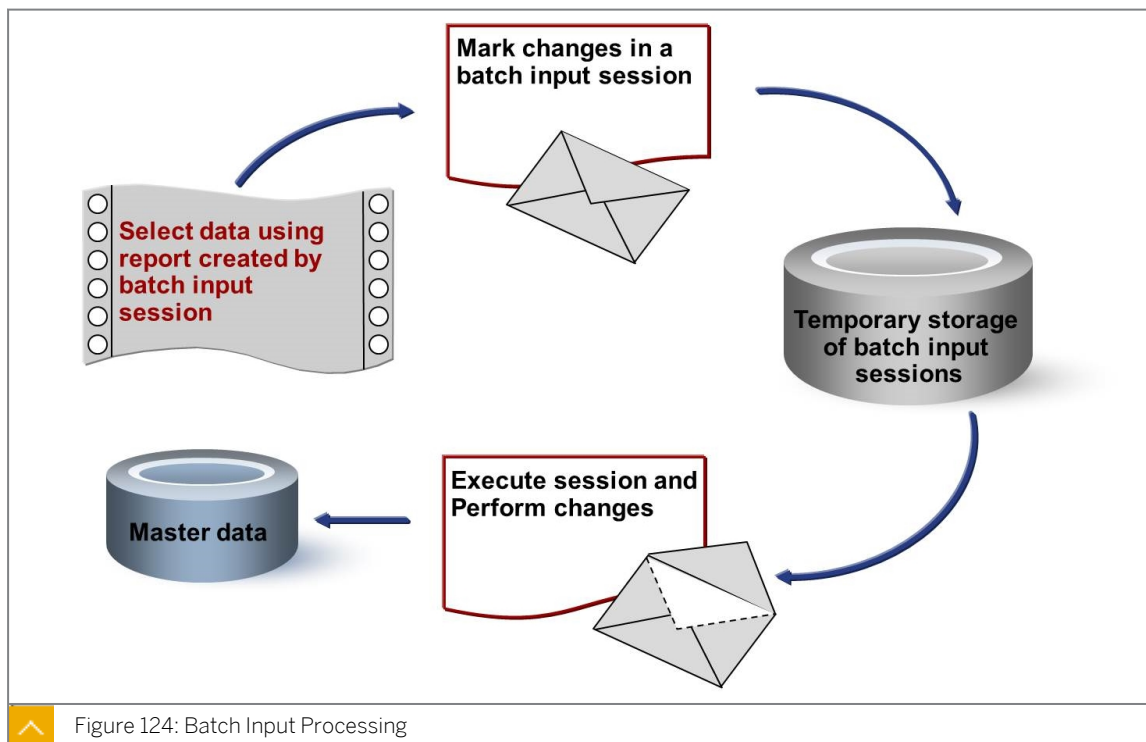 Mark changes in a
batch input session
Select data using
report created by
batch input
session
Temporary storage
of batch input
sessions
Execute session and
Perform changes
Master data
Figure 124: Batch Input Processing